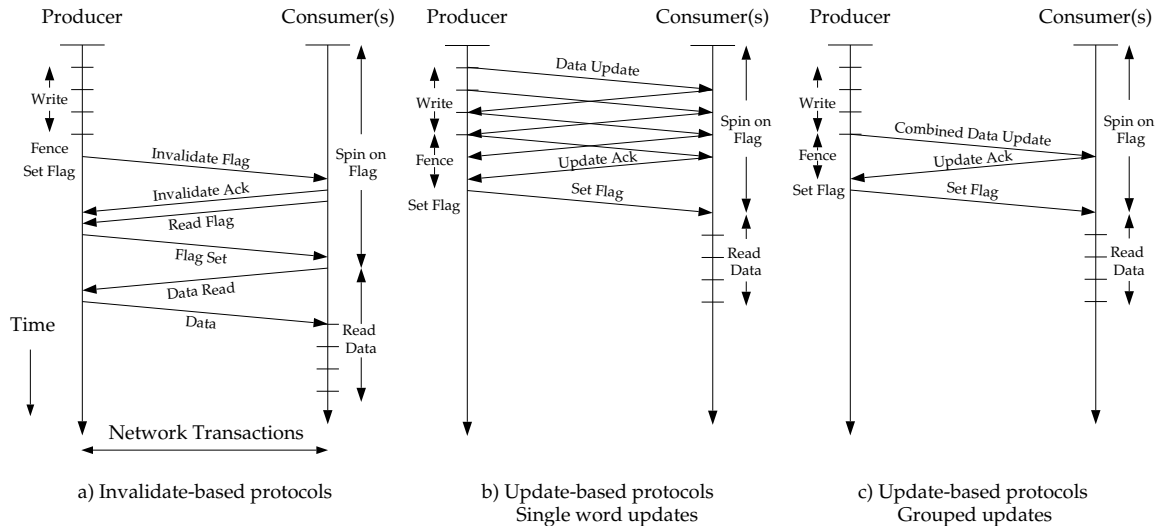 Producer
Consumer(s)
Write
Fence
Set Flag
Invalidate Flag
Invalidate Ack
Read Flag
Flag Set
Data Read
Data
Spin on
Flag
Read
Data
Time
Network Transactions
a) Invalidate-based protocols
Producer
Consumer(s)
Data Update
Write
Fence
Update Ack
Set Flag
Set Flag
Spin on
Flag
Read
Data
b) Update-based protocols
Single word updates
Producer
Consumer(s)
Write
Combined Data Update
Fence
Update Ack
Set Flag
Set Flag
Spin on
Flag
Read
Data
c) Update-based protocols
Grouped updates